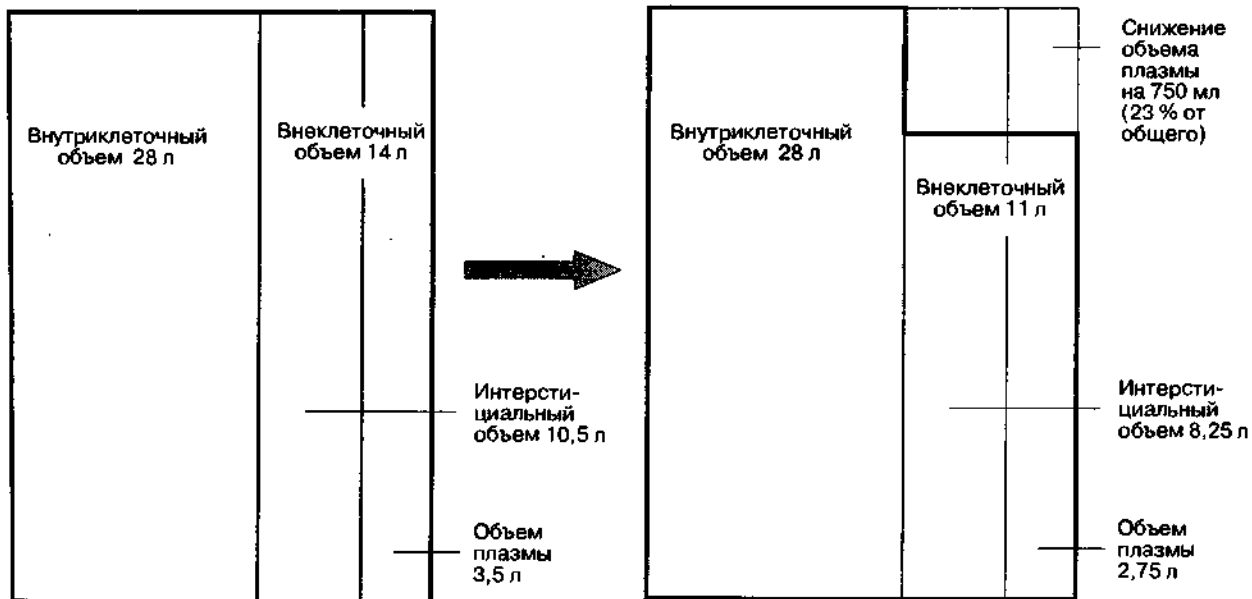 Внутриклеточный
объем 28 л
Внеклеточный
объем 14 л
Интерсти-
циальный
объем 10,5 л
Объем
плазмы
3,5 л
Внутриклеточный
объем 28 л
Снижение
объема
плазмы
на 750 мл
(23 % от
общего)
Внеклеточный
объем 11 л
Интерсти-
циальный
объем 8,25 л
Объем
плазмы
2,75 л